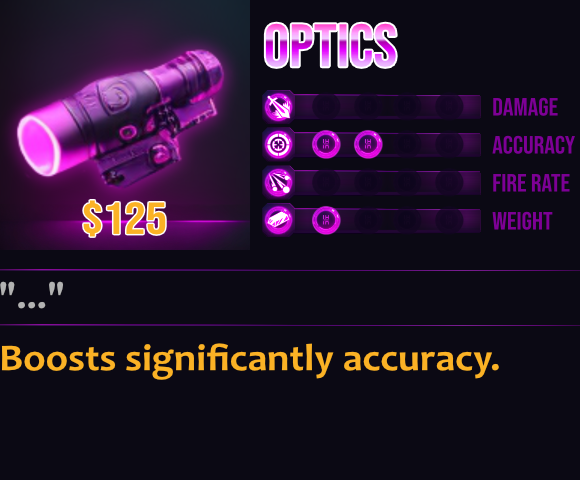 OPTICS
DAMAGE
ACCURACY
FIRE RATE
WEIGHT
$125
"..."
Boosts significantly accuracy.